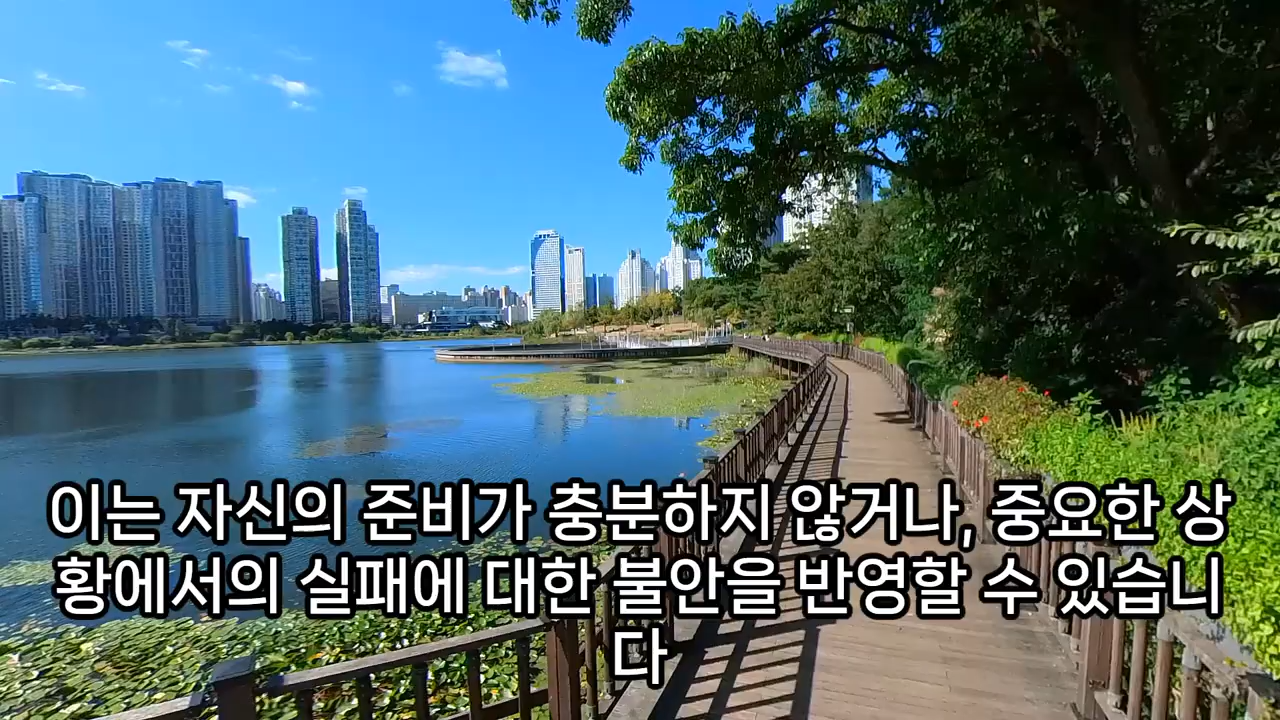 이는 자신의 준비가 충분하지 않거나, 중요한 상
황에서의 실패에 대한 불안을 반영할 수 있습니
다